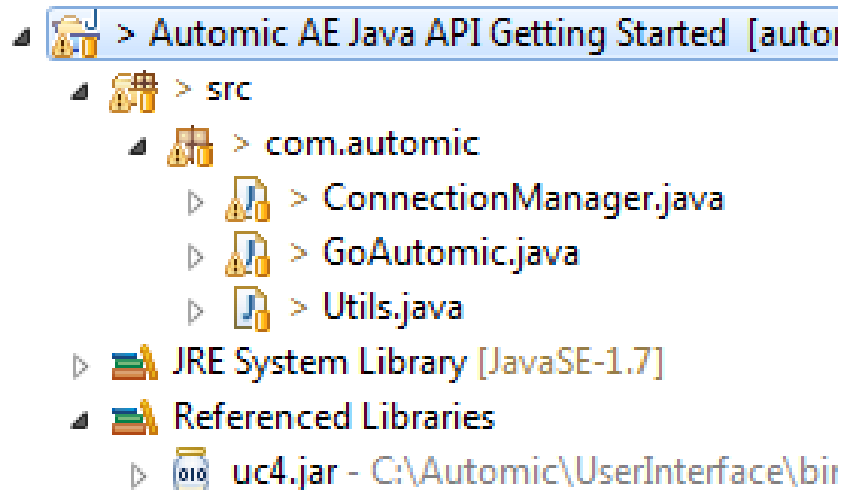 > Automic AE Java API Getting Started [autor
> src
> com.automic
> ConnectionManager.java
> GoAutomic.java
> Utils.java
JRE System Library [JavaSE-1.7]
Referenced Libraries
010 uc4.jar - C:\Automic\UserInterface\bin